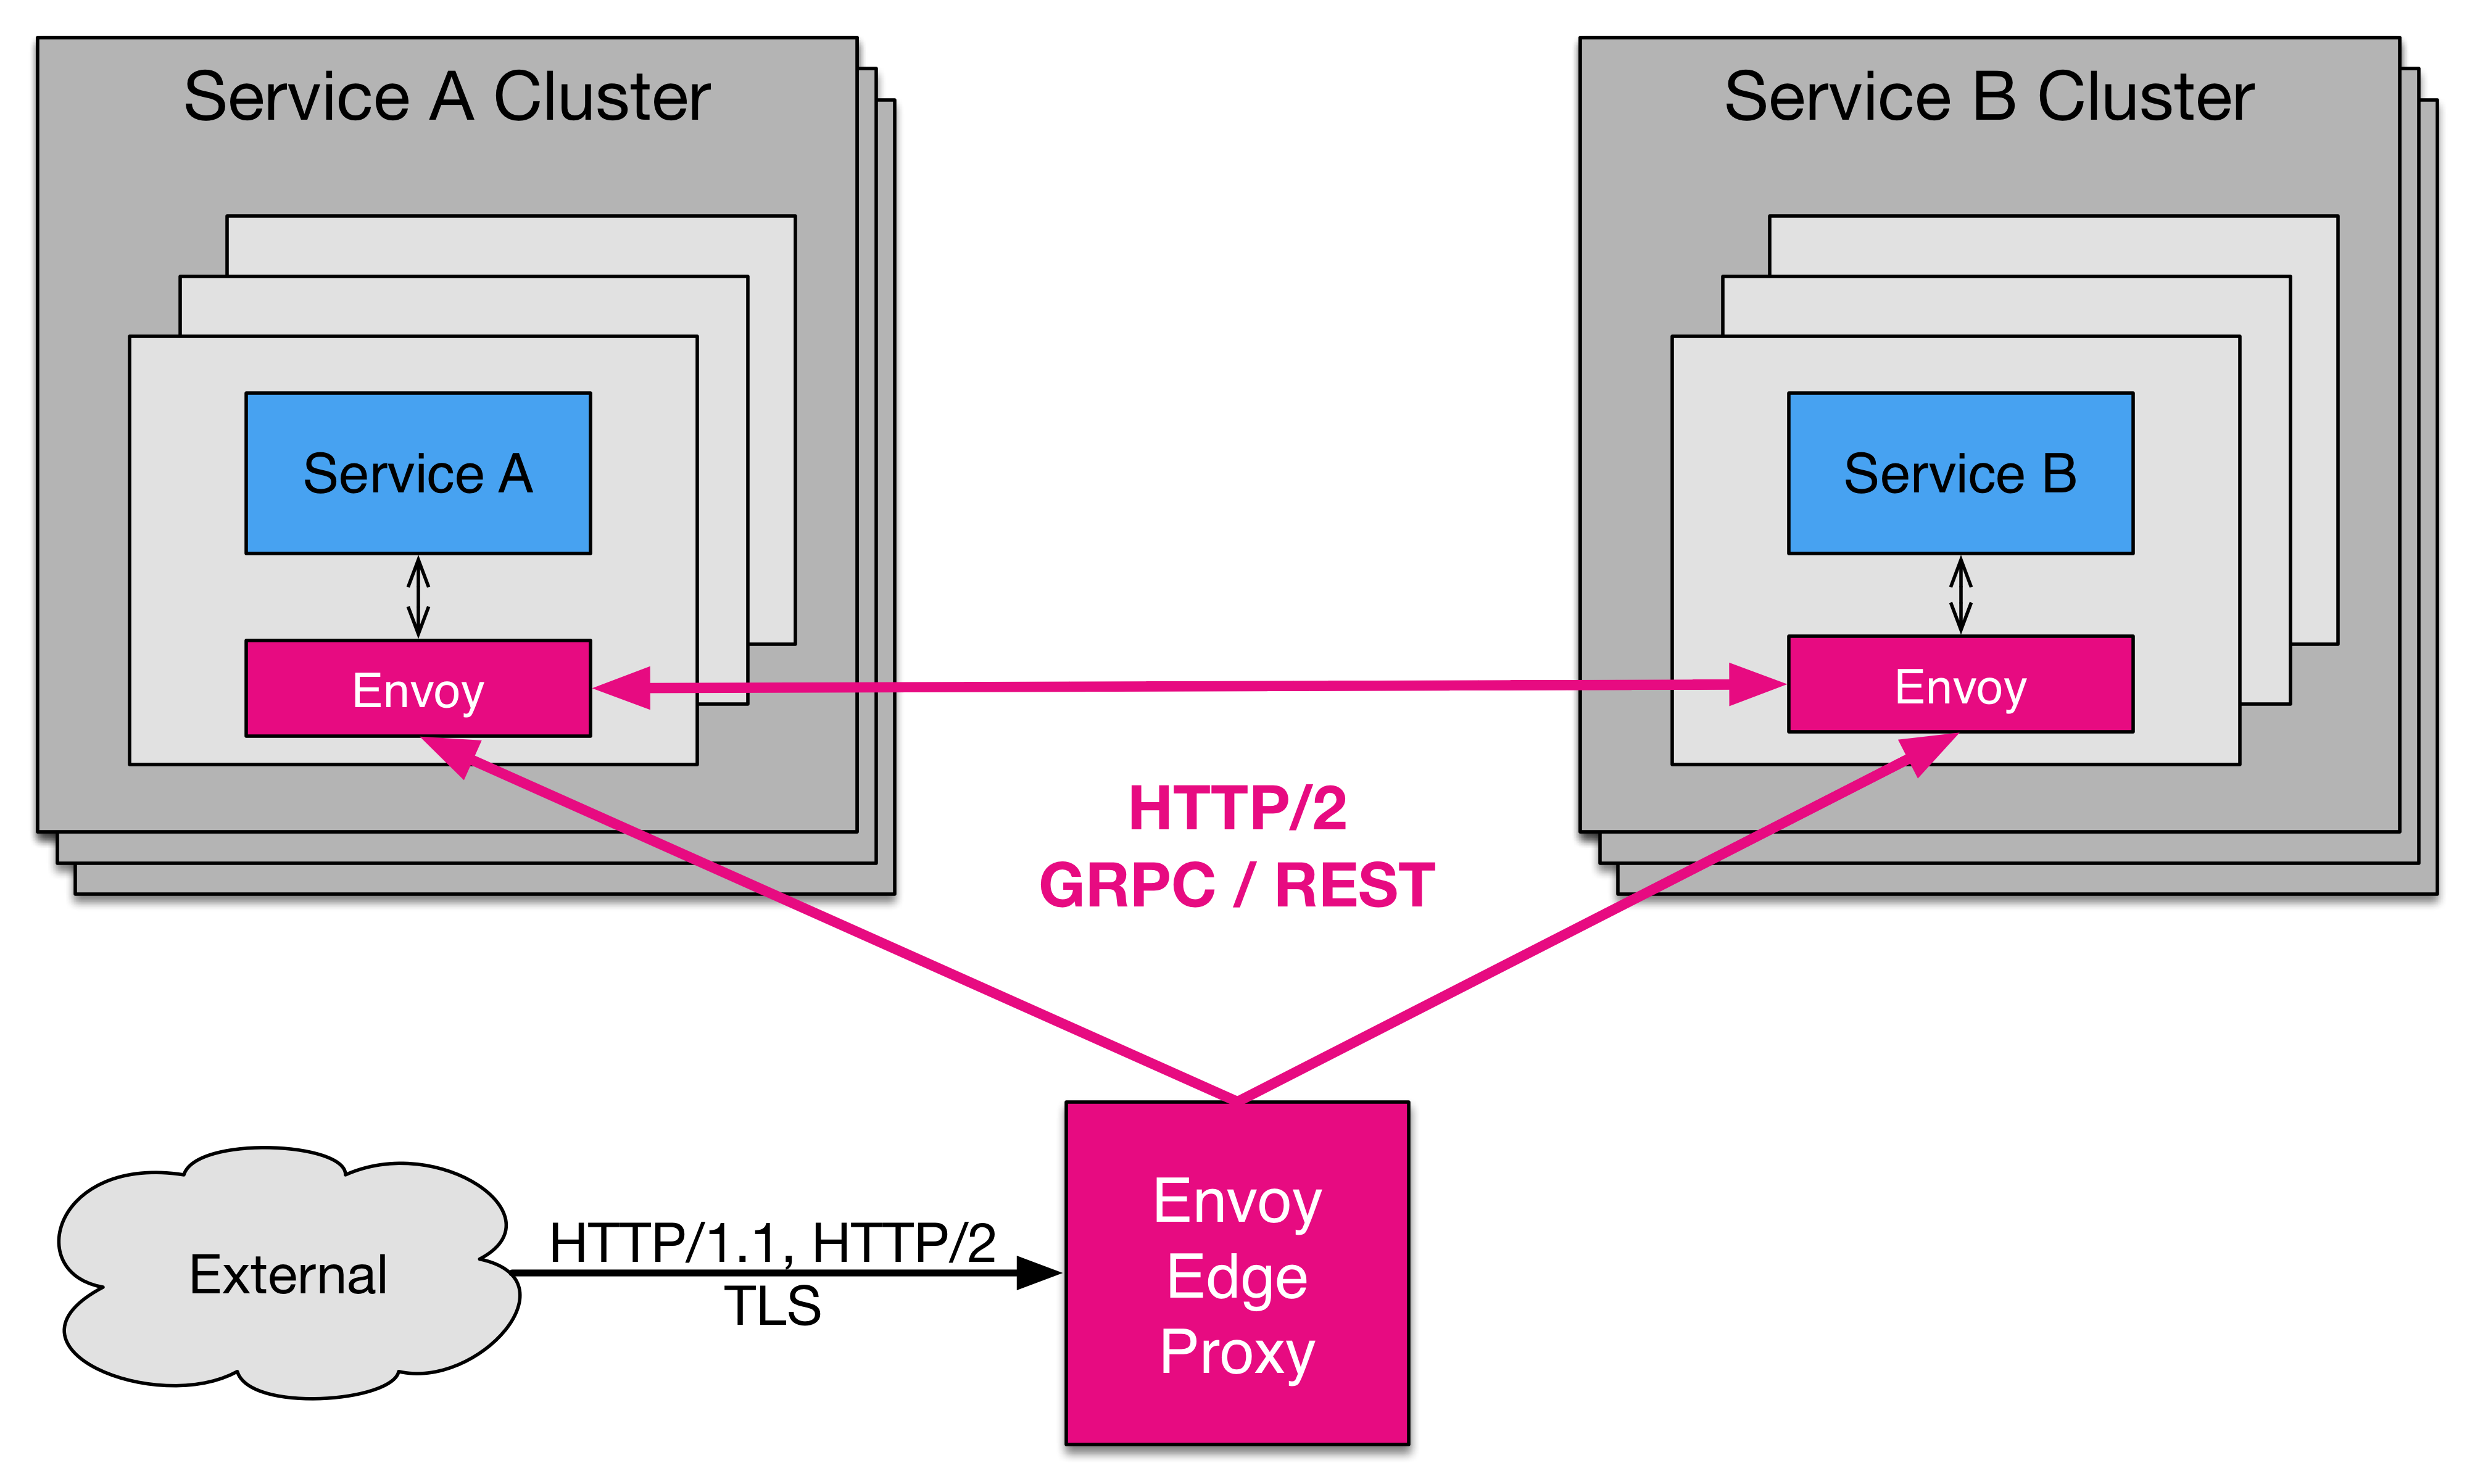 Service A Cluster
Service B Cluster
Service A
Service B
Envoy
Envoy
HTTP/2
GRPC / REST
External
HTTP/1.1, HTTP/2
TLS
Envoy
Edge
Proxy